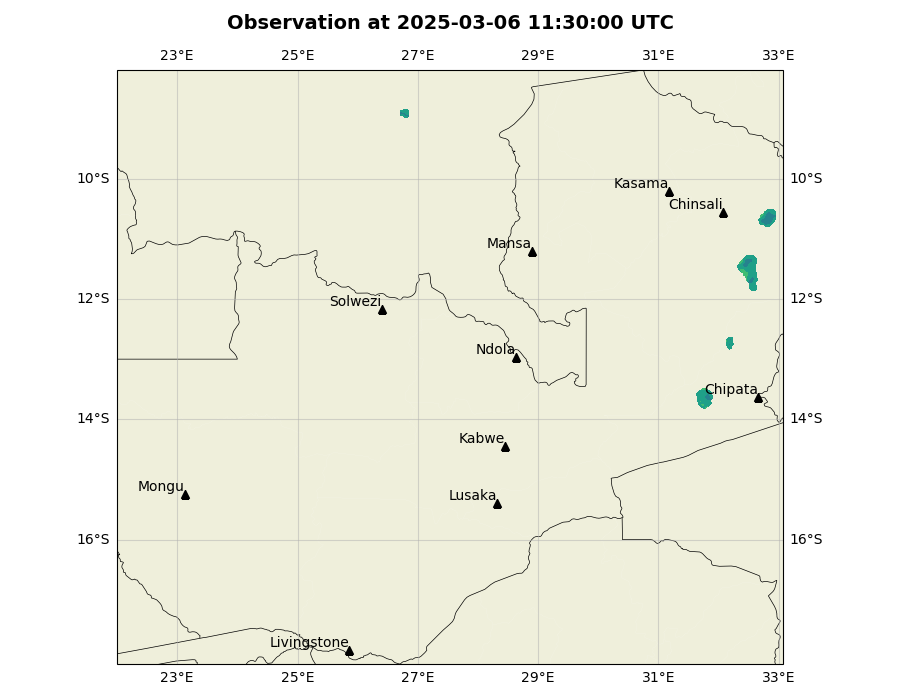 Observation at 2025-03-06 11:30:00 UTC
23°E 25°E 27°E 29°E 31°E 33°E
10°S 10°S
Kasama
Chinsali
Mansa
12°S 12°S
Solwezi
Ndola
Chipata
14°S 14°S
Kabwe
Mongu
Lusaka
16°S 16°S
Livingstone
23°E 25°E 27°E 29°E 31°E 33°E